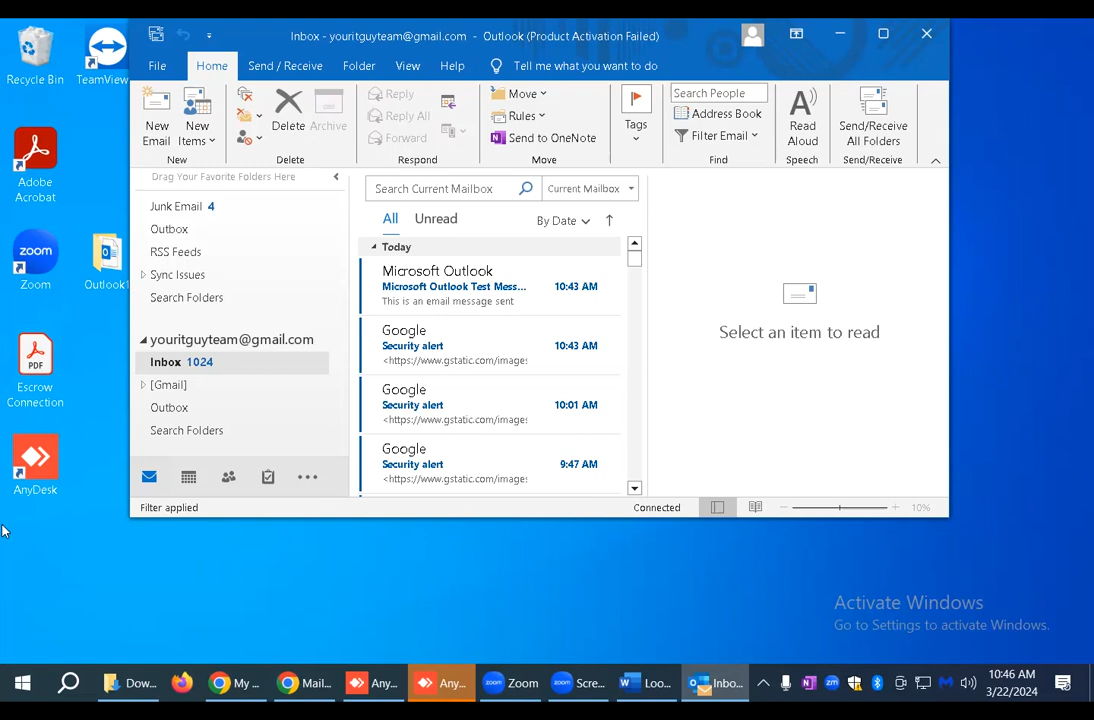 Inbox - youritguyteam@gmail.com - Outlook (Product Activation Failed)
File Home Send / Receive Folder View Help Tell me what you want to do
New Email
New Items
New
Delete
Archive
Delete
Reply
Reply All
Forward
Respond
Move
Rules
Send to OneNote
Move
Tags
Search People
Address Book
Filter Email
Find
Read Aloud
Speech
Send/Receive All Folders
Send/Receive
Drag Your Favorite Folders Here
Junk Email 4
Outbox
RSS Feeds
Sync Issues
Search Folders
youritguyteam@gmail.com
Inbox 1024
[Gmail]
Outbox
Search Folders
Search Current Mailbox
Current Mailbox
All Unread
By Date
Today
Microsoft Outlook
Microsoft Outlook Test Mess... 10:43 AM
This is an email message sent
Google
Security alert 10:43 AM
<https://www.gstatic.com/images
Google
Security alert 10:01 AM
<https://www.gstatic.com/images
Google
Security alert 9:47 AM
<https://www.gstatic.com/images
Select an item to read
Filter applied
Connected
10%
Recycle Bin
TeamView
Adobe
Acrobat
zoom
Zoom
Outlook1
PDF
Escrow
Connection
AnyDesk
Activate Windows
Go to Settings to activate Windows.
Dow...
My ...
Mail...
Any...
Any...
Zoom
Scre...
Loo...
Inbo...
10:46 AM
3/22/2024